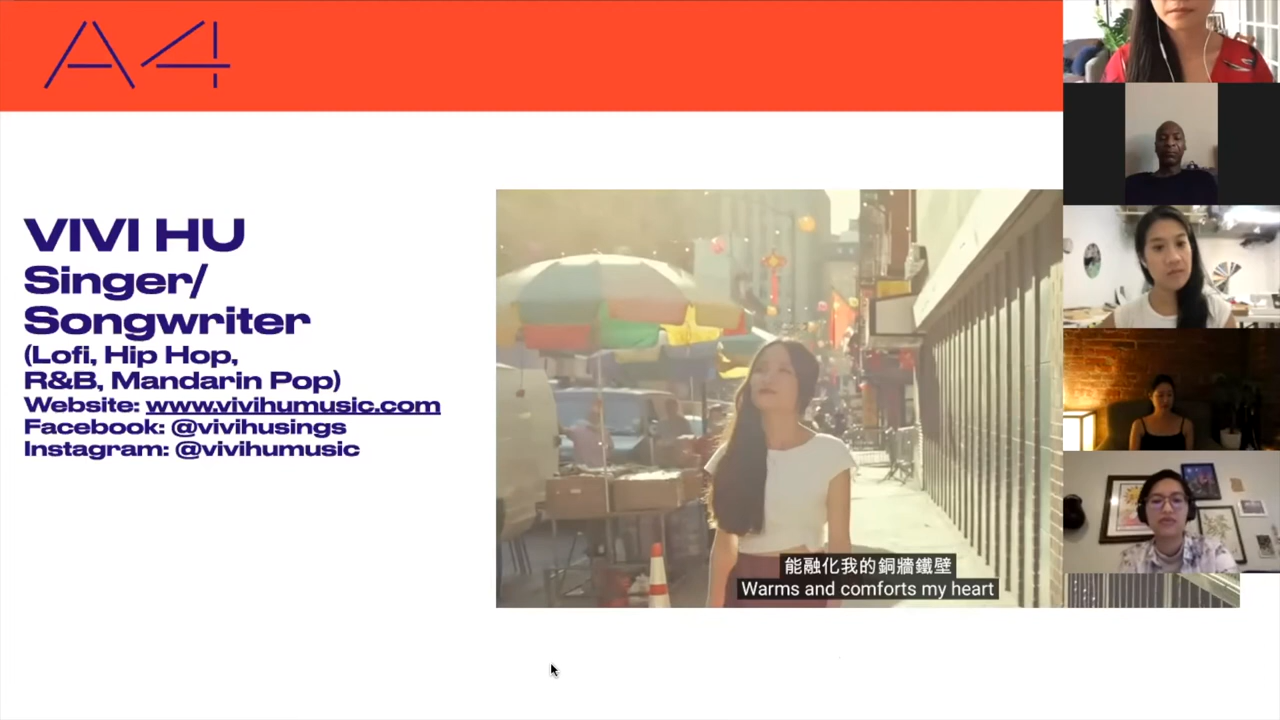 A4
VIVI HU
Singer/
Songwriter
(Lofi, Hip Hop,
R&B, Mandarin Pop)
Website: www.vivihumusic.com
Facebook: @vivihusings
Instagram: @vivihumusic
能融化我的銅牆鐵壁
Warms and comforts my heart